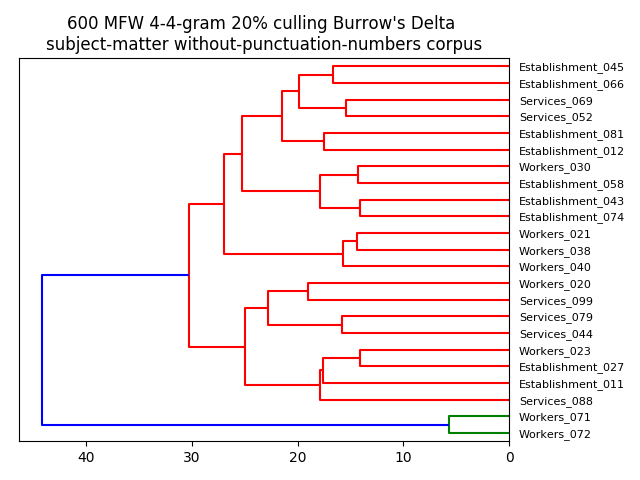 600 MFW 4-4-gram 20% culling Burrow's Delta
subject-matter without-punctuation-numbers corpus
Establishment_045
Establishment_066
Services_069
Services_052
Establishment_081
Establishment_012
Workers_030
Establishment_058
Establishment_043
Establishment_074
Workers_021
Workers_038
Workers_040
Workers_020
Services_099
Services_079
Services_044
Workers_023
Establishment_027
Establishment_011
Services_088
Workers_071
Workers_072
40 30 20 10 0